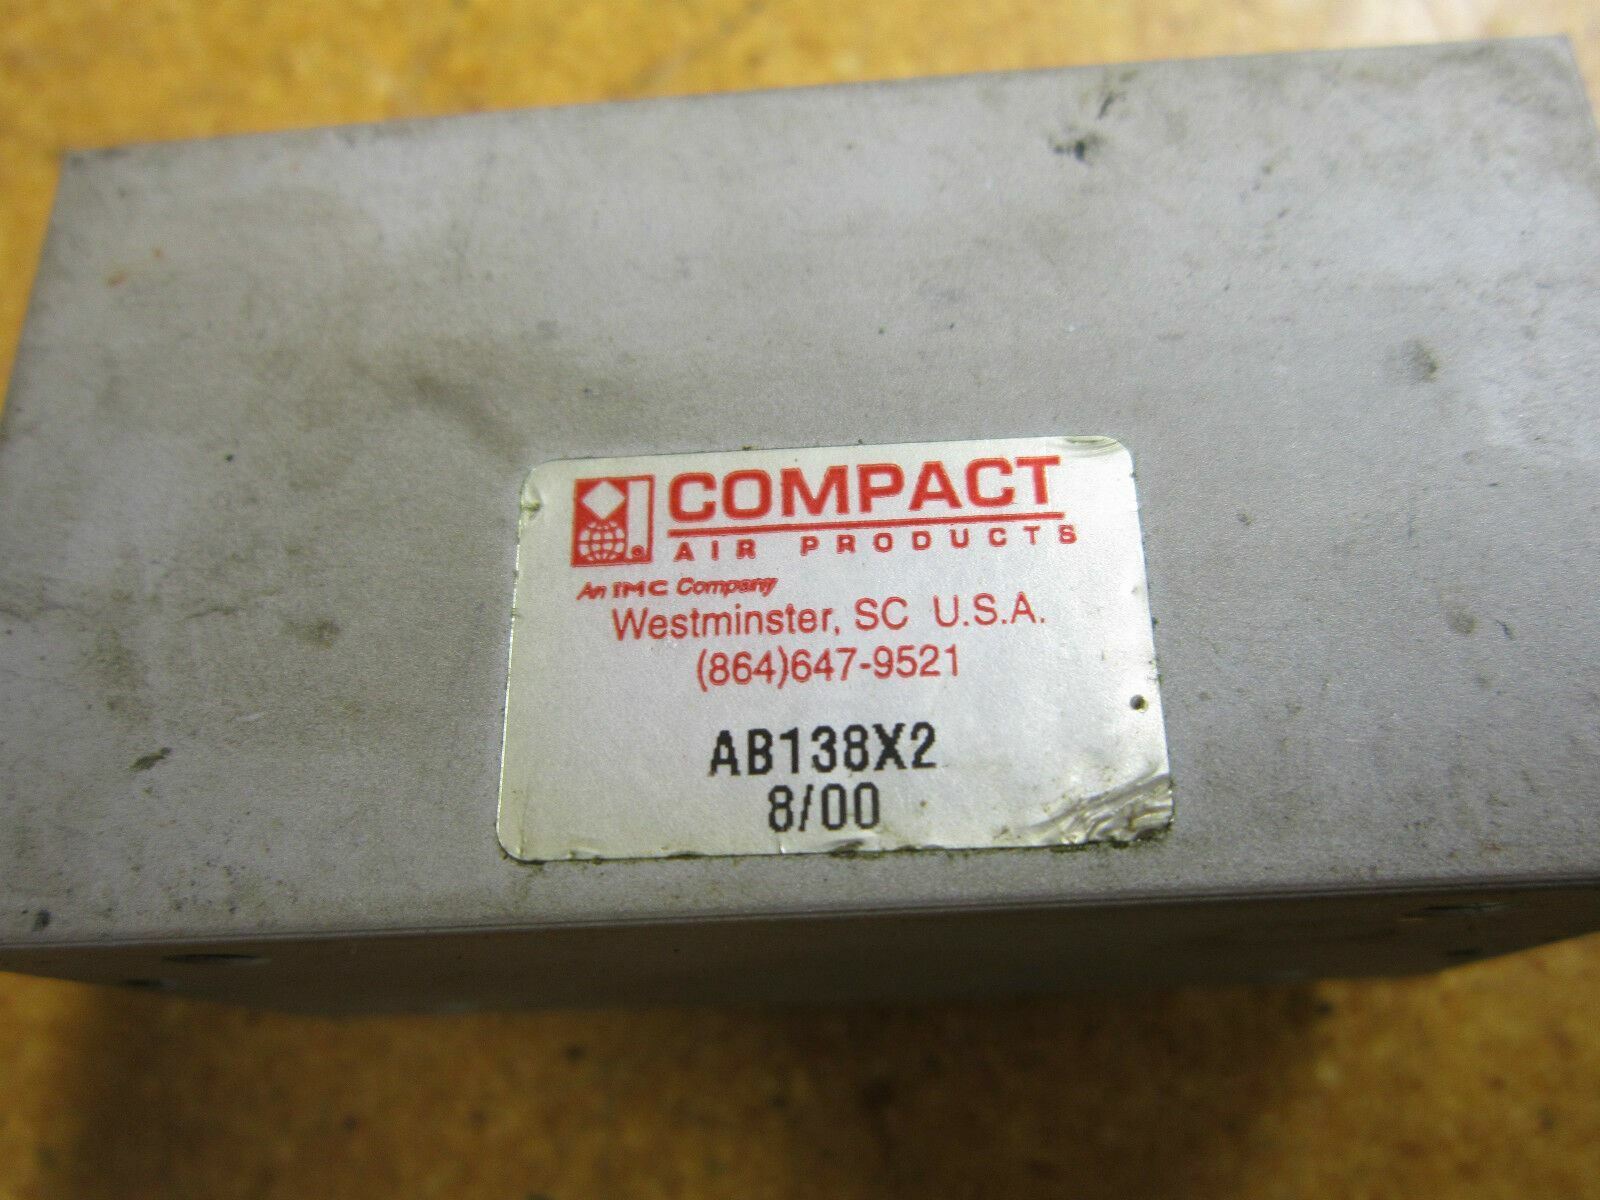 COMPACT
AIR PRODUCTS
An IMC Company
Westminster, SC U.S.A.
(864)647-9521
AB138X2
8/00